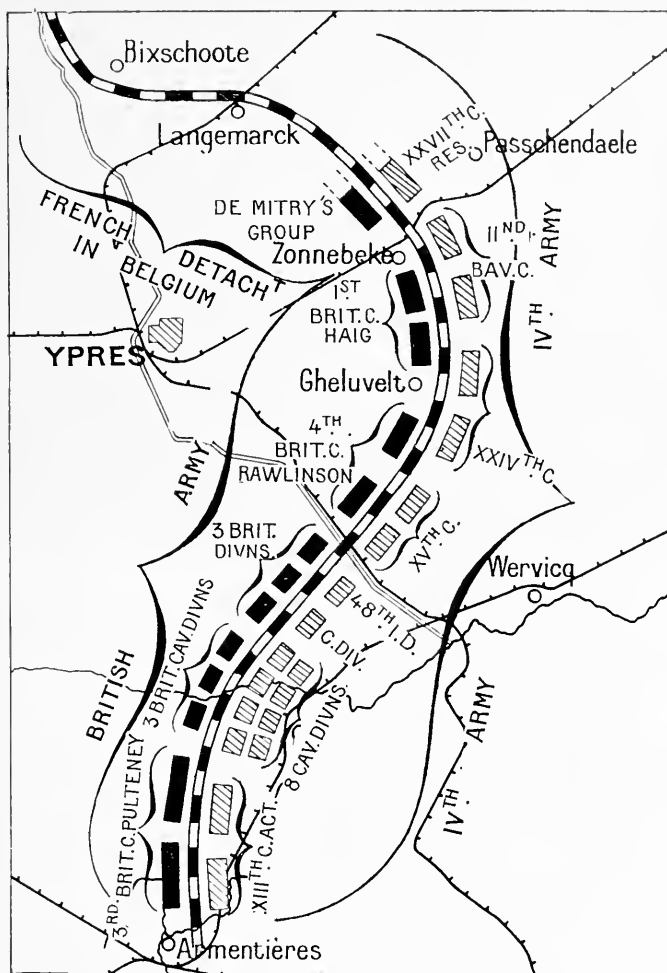 Bixschoote
Langemarck
XXVII TH C.
RES.
Passchendaele
DE MITRY'S
GROUP
FRENCH DETACHT
IN BELGIUM
Zonnebeke
II ND
BAV. C.
IV TH ARMY
1 ST
BRIT. C.
HAIG
YPRES
Gheluvelt
4 TH
BRIT. C.
RAWLINSON
XXIV TH C.
BRITISH ARMY
3 BRIT.
DIVNS.
XV TH C.
Wervicq
48 TH I.D.
C. DIV.
3 BRIT. CAV. DIVNS
8 CAV. DIVNS.
IV TH ARMY
3 RD. BRIT. C. PULTENEY
XIII TH C. ACT.
Armentières